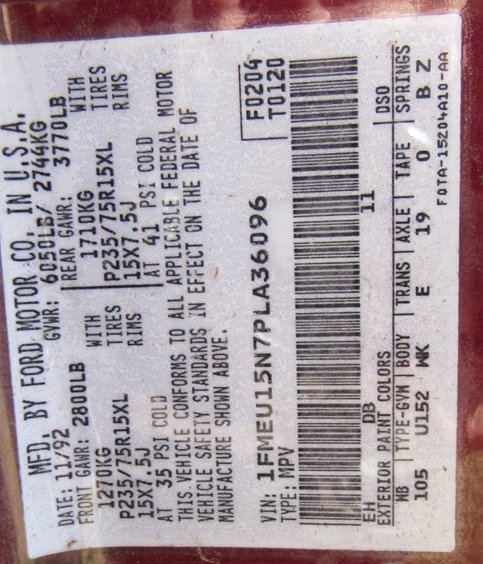 MFD. BY FORD MOTOR CO. IN U.S.A.
DATE: 11/92 GVWR: 6050LB/ 2744KG
FRONT GAWR: 2800LB REAR GAWR: 3770LB
1270KG WITH 1710KG WITH
P235/75R15XL TIRES P235/75R15XL TIRES
15X7.5J RIMS 15X7.5J RIMS
AT 35 PSI COLD AT 41 PSI COLD
THIS VEHICLE CONFORMS TO ALL APPLICABLE FEDERAL MOTOR
VEHICLE SAFETY STANDARDS IN EFFECT ON THE DATE OF
MANUFACTURE SHOWN ABOVE.
F0204
T0120
VIN: 1FMEU15N7PLA36096
TYPE: MPV
EH DB 11
EXTERIOR PAINT COLORS DSO
WB TYPE-GVM BODY TRANS AXLE TAPE SPRINGS
105 U152 WK E 19 O B Z
F0TA-15204A10-AA